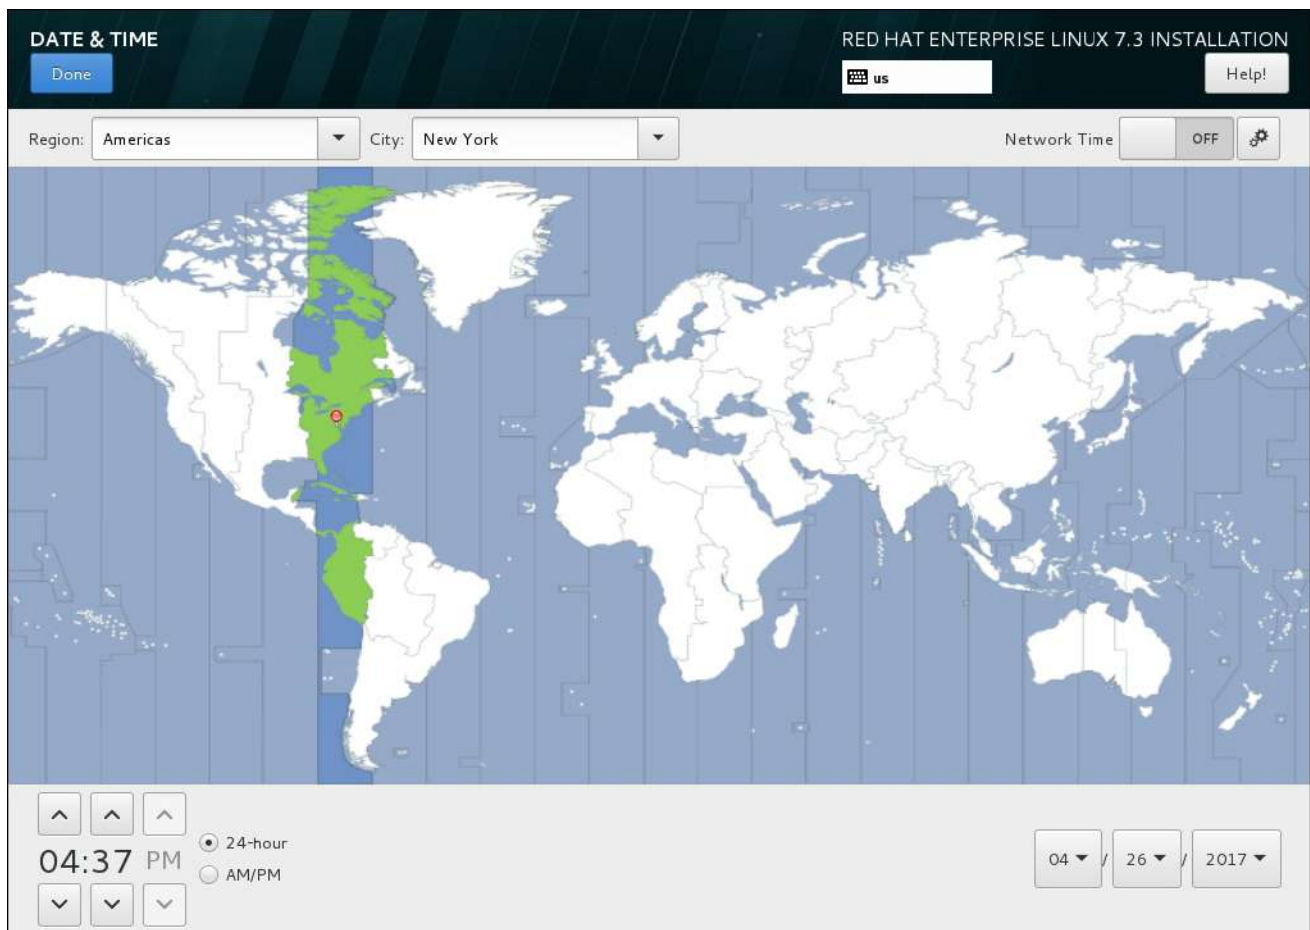 DATE & TIME
RED HAT ENTERPRISE LINUX 7.3 INSTALLATION
Done
us
Help!
Region: Americas City: New York Network Time OFF
24-hour
04:37 PM
AM/PM
04 / 26 / 2017